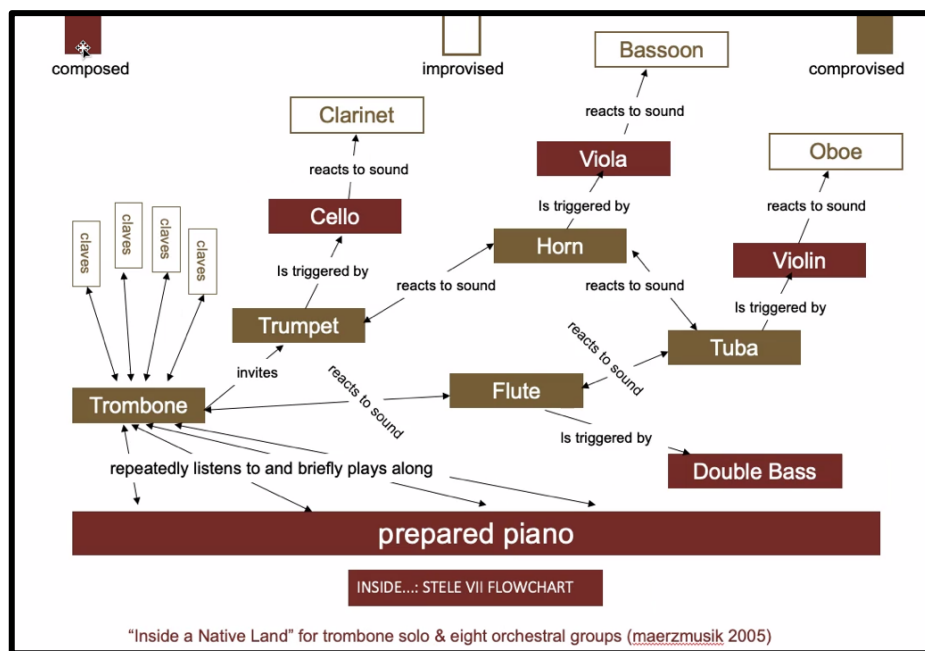 composed
improvised
comprovised
Bassoon
reacts to sound
Clarinet
reacts to sound
Viola
Oboe
reacts to sound
Is triggered by
Cello
claves
claves
claves
claves
Horn
Violin
Is triggered by
reacts to sound
reacts to sound
Is triggered by
Trumpet
Tuba
invites
reacts to sound
reacts to sound
Flute
Trombone
Is triggered by
repeatedly listens to and briefly plays along
Double Bass
prepared piano
INSIDE...: STELE VII FLOWCHART
“Inside a Native Land” for trombone solo & eight orchestral groups (maerzmusik 2005)